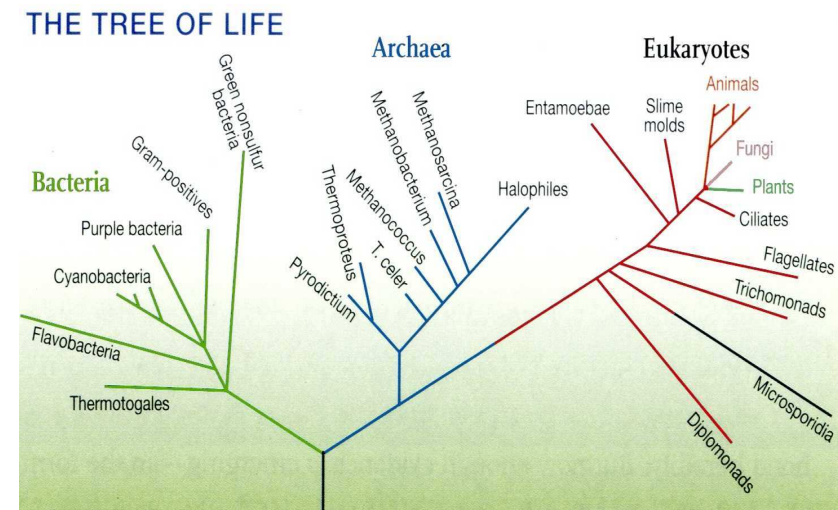 THE TREE OF LIFE
Bacteria
Thermotogales
Flavobacteria
Cyanobacteria
Purple bacteria
Gram-positives
Green nonsulfur
bacteria
Archaea
Pyrodictium
Thermoproteus
T. celer
Methanococcus
Methanobacterium
Methanosarcina
Halophiles
Eukaryotes
Entamoebae
Slime
molds
Animals
Fungi
Plants
Ciliates
Flagellates
Trichomonads
Microsporidia
Diplomonads